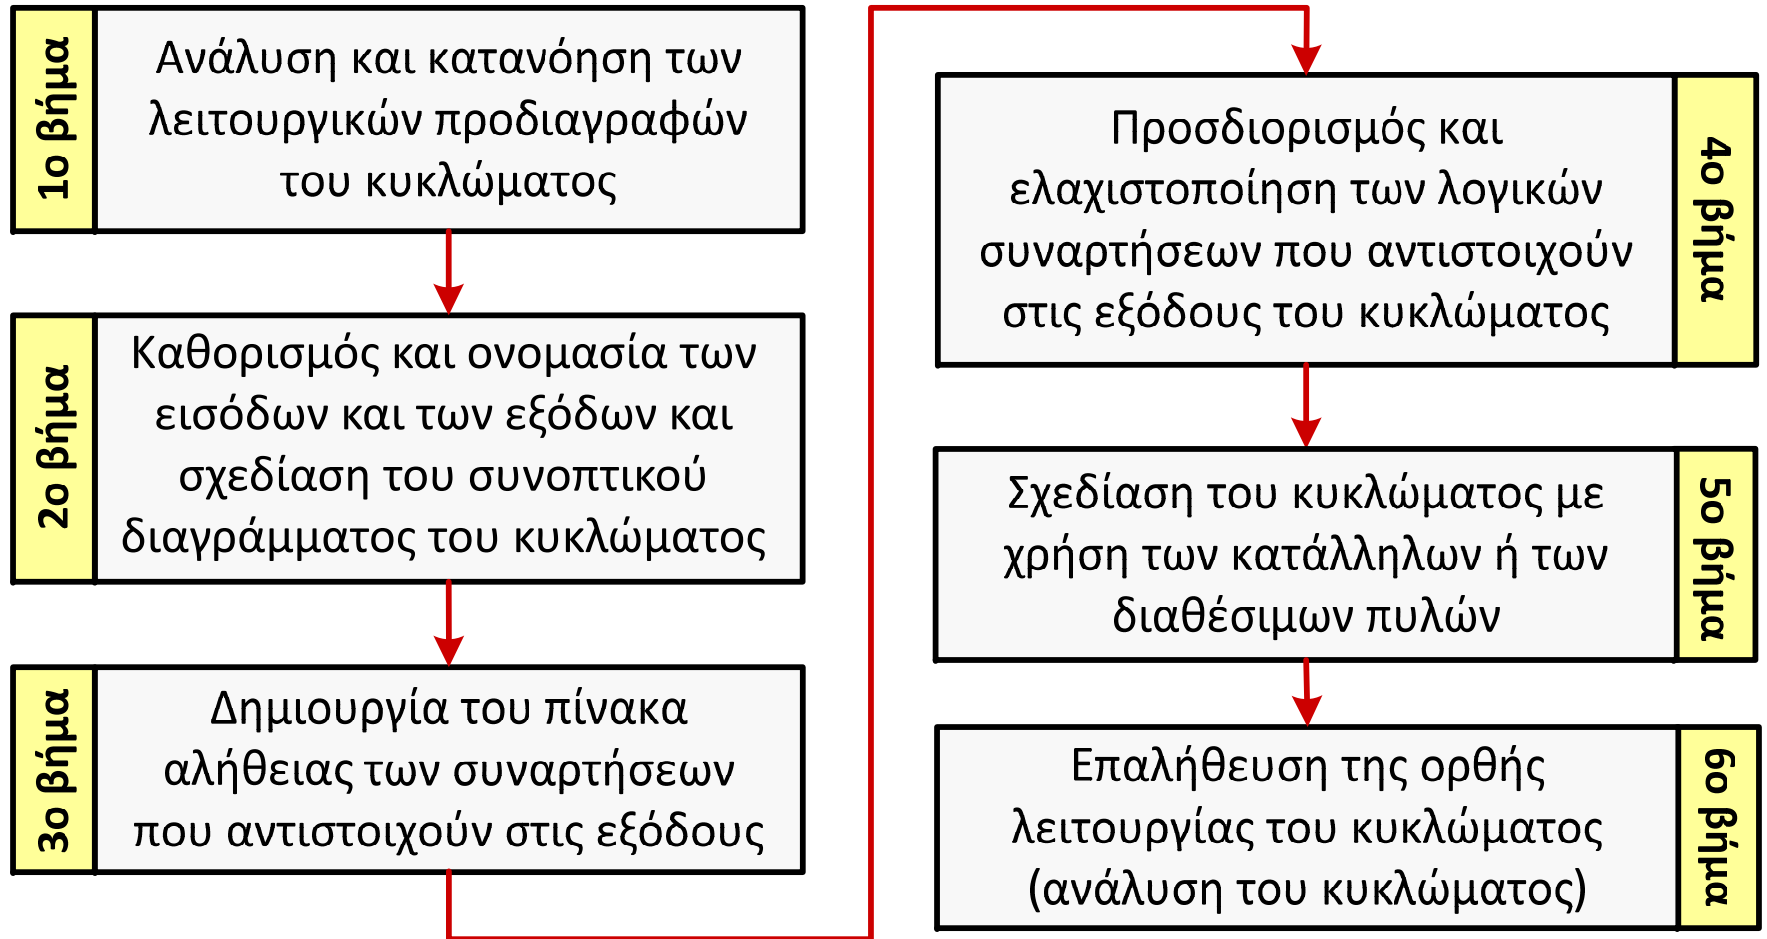 1ο βήμα
Ανάλυση και κατανόηση των
λειτουργικών προδιαγραφών
του κυκλώματος
2ο βήμα
Καθορισμός και ονομασία των
εισόδων και των εξόδων και
σχεδίαση του συνοπτικού
διαγράμματος του κυκλώματος
3ο βήμα
Δημιουργία του πίνακα
αλήθειας των συναρτήσεων
που αντιστοιχούν στις εξόδους
4ο βήμα
Προσδιορισμός και
ελαχιστοποίηση των λογικών
συναρτήσεων που αντιστοιχούν
στις εξόδους του κυκλώματος
5ο βήμα
Σχεδίαση του κυκλώματος με
χρήση των κατάλληλων ή των
διαθέσιμων πυλών
6ο βήμα
Επαλήθευση της ορθής
λειτουργίας του κυκλώματος
(ανάλυση του κυκλώματος)